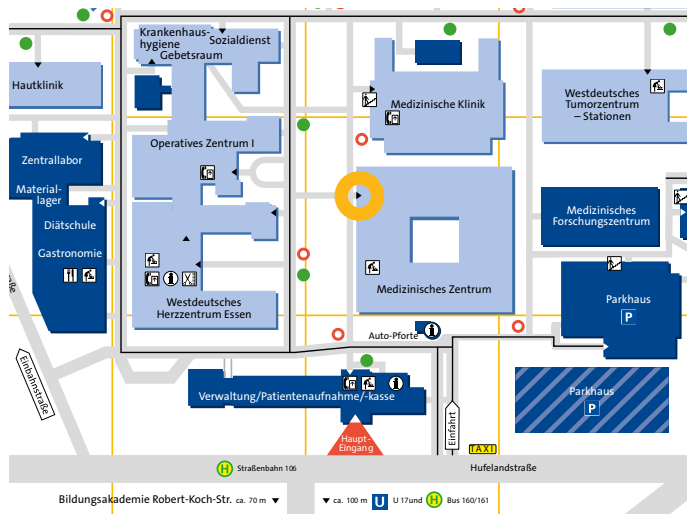 Krankenhaus-
hygiene
Sozialdienst
Gebetsraum
Hautklinik
Medizinische Klinik
Westdeutsches
Tumorzentrum
– Stationen
Operatives Zentrum I
Zentrallabor
Material-
lager
Diätschule
Gastronomie
Medizinisches
Forschungszentrum
Medizinisches Zentrum
Westdeutsches
Herzzentrum Essen
Parkhaus
P
Auto-Pforte
i
Einbahnstraße
Verwaltung/Patientenaufnahme/-kasse
Parkhaus
P
Haupt-
Eingang
Einfahrt
TAXI
H Straßenbahn 106
Hufelandstraße
Bildungsakademie Robert-Koch-Str. ca. 70 m
ca. 100 m U U 17und H Bus 160/161